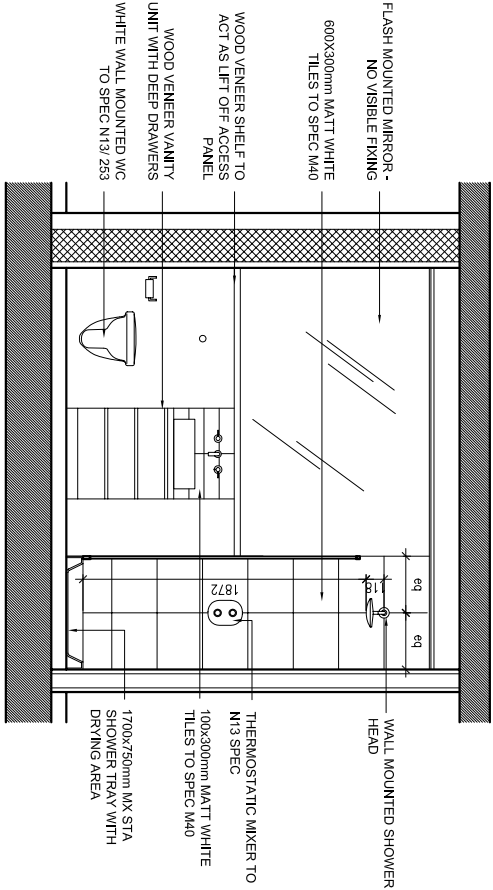 FLASH MOUNTED MIRROR -
NO VISIBLE FIXING
600X300mm MATT WHITE
TILES TO SPEC M40
WOOD VENEER SHELF TO
ACT AS LIFT OFF ACCESS
PANEL
WOOD VENEER VANITY
UNIT WITH DEEP DRAWERS
WHITE WALL MOUNTED WC
TO SPEC N13/ 253
eq
eq
118
1872
WALL MOUNTED SHOWER
HEAD
THERMOSTATIC MIXER TO
N13 SPEC
100x300mm MATT WHITE
TILES TO SPEC M40
1700x750mm MX STA
SHOWER TRAY WITH
DRYING AREA